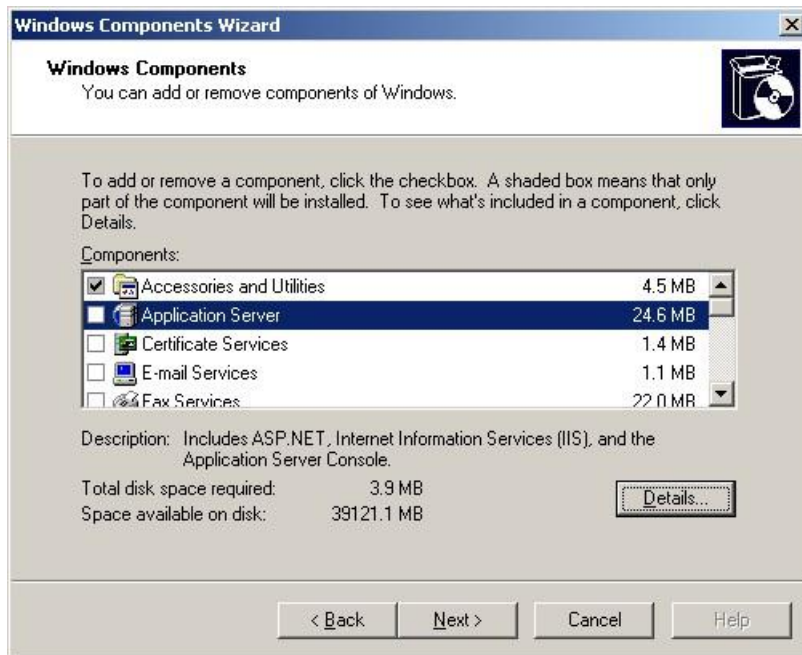 Windows Components Wizard
Windows Components
You can add or remove components of Windows.
To add or remove a component, click the checkbox. A shaded box means that only
part of the component will be installed. To see what's included in a component, click
Details.
Components:
Accessories and Utilities 4.5 MB
Application Server 24.6 MB
Certificate Services 1.4 MB
E-mail Services 1.1 MB
Fax Services 22.0 MB
Description: Includes ASP.NET, Internet Information Services (IIS), and the
Application Server Console.
Total disk space required: 3.9 MB
Space available on disk: 39121.1 MB
Details...
< Back Next > Cancel Help